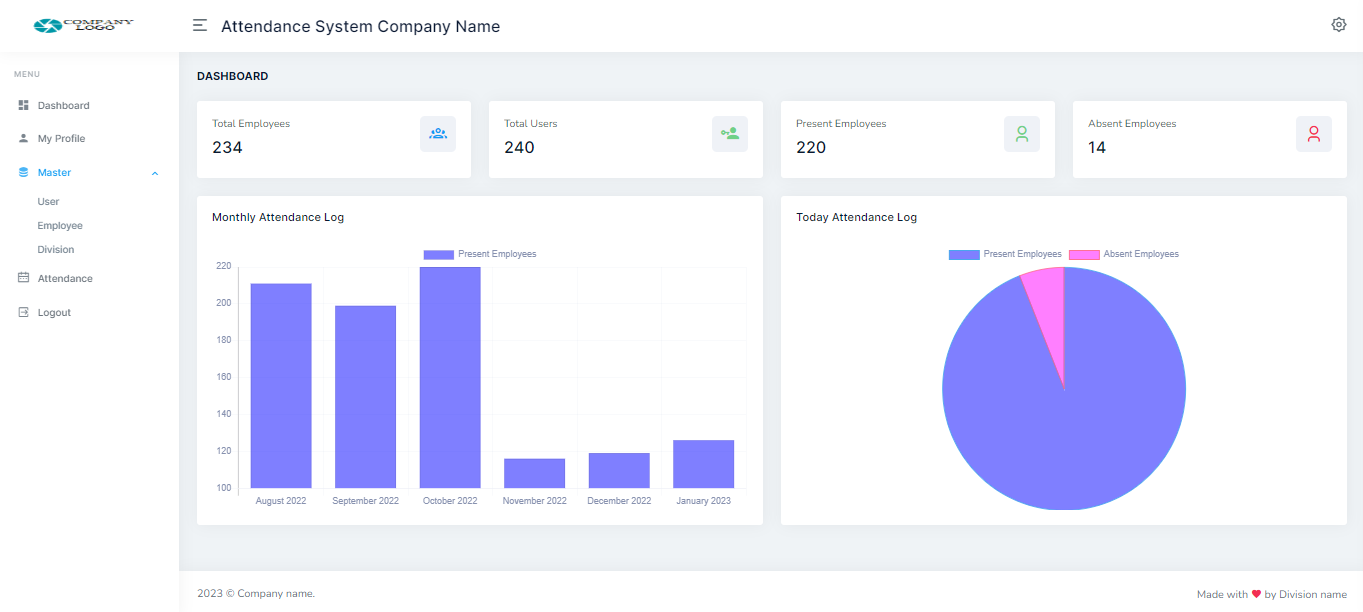 COMPANY
LOGO
Attendance System Company Name
MENU
Dashboard
My Profile
Master
User
Employee
Division
Attendance
Logout
DASHBOARD
Total Employees
234
Total Users
240
Present Employees
220
Absent Employees
14
Monthly Attendance Log
Present Employees
220
200
180
160
140
120
100
August 2022 September 2022 October 2022 November 2022 December 2022 January 2023
Today Attendance Log
Present Employees Absent Employees
2023 © Company name.
Made with ❤ by Division name